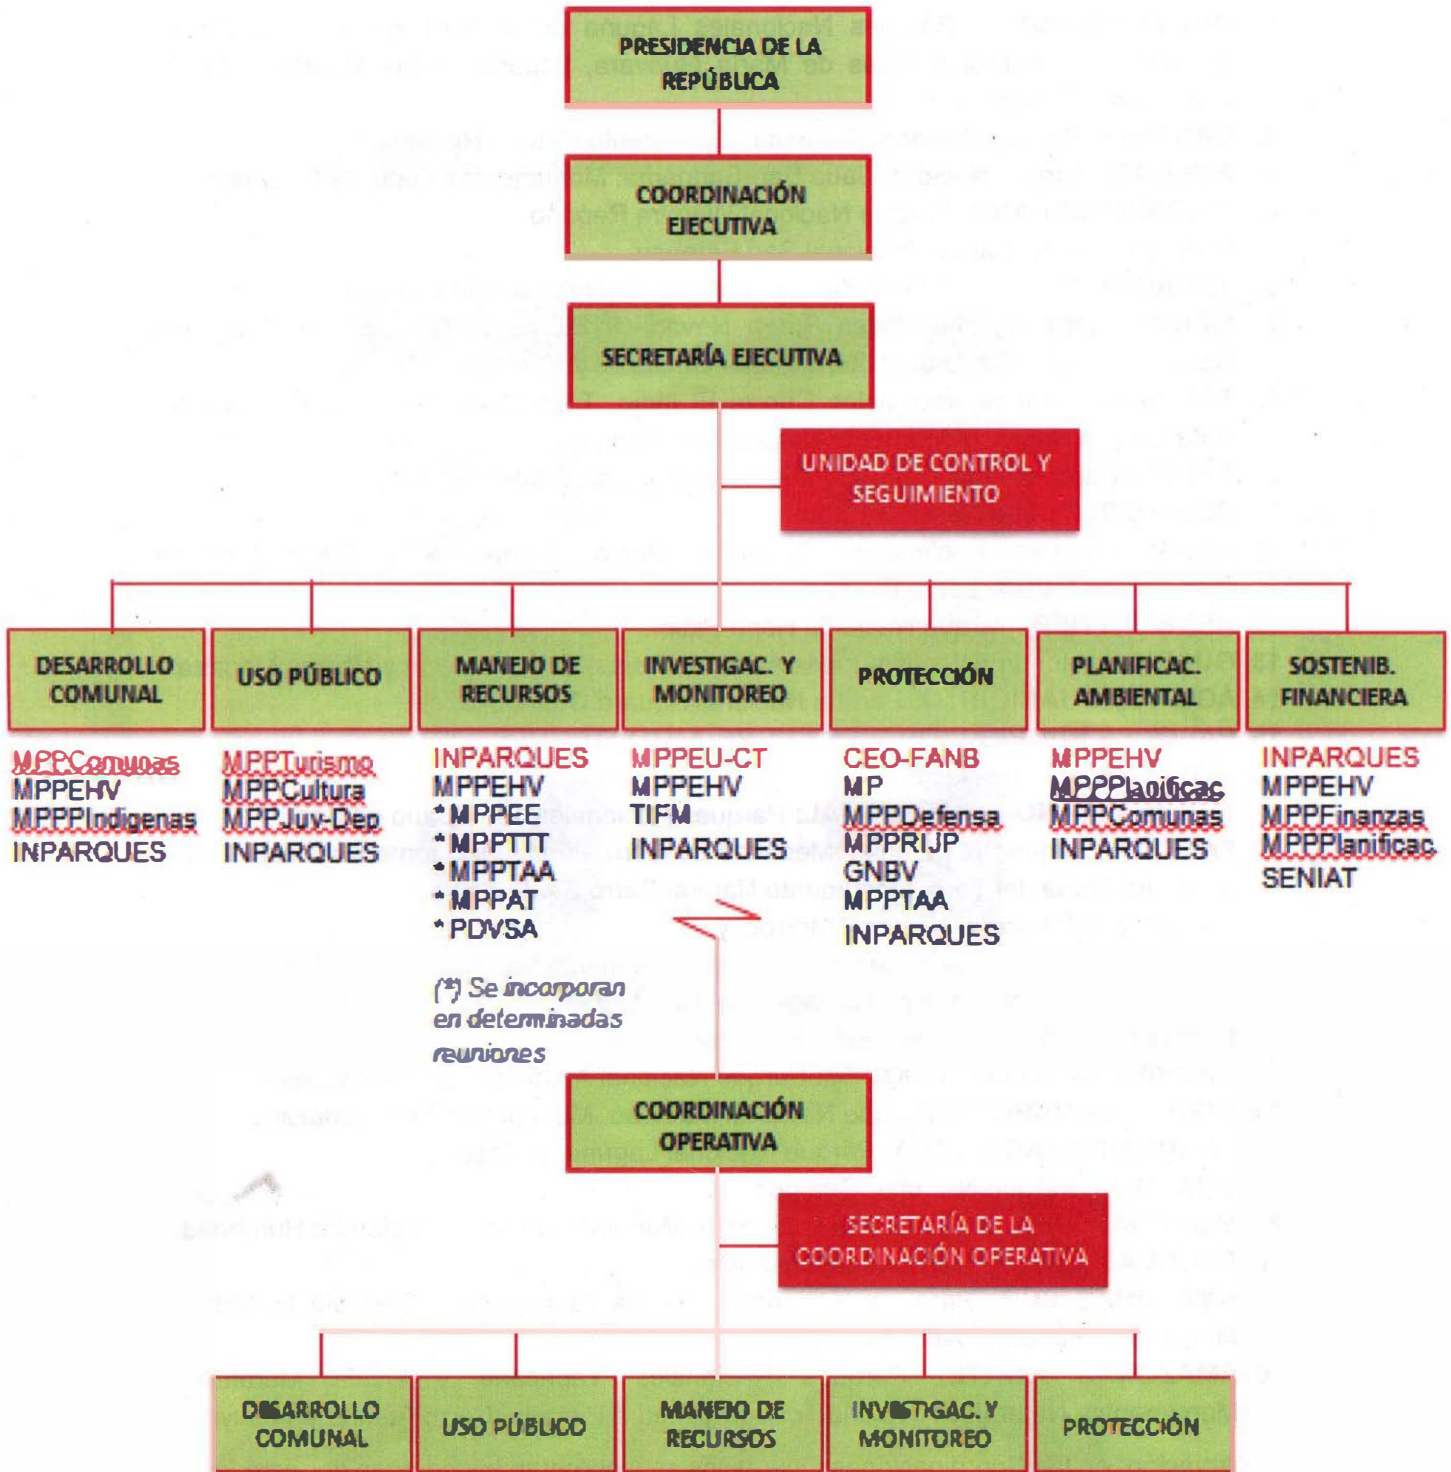 PRESIDENCIA DE LA
REPÚBLICA
COORDINACIÓN
EJECUTIVA
SECRETARÍA EJECUTIVA
UNIDAD DE CONTROL Y
SEGUIMIENTO
DESARROLLO
COMUNAL
USO PÚBLICO
MANEJO DE
RECURSOS
INVESTIGAC. Y
MONITOREO
PROTECCIÓN
PLANIFICAC.
AMBIENTAL
SOSTENIB.
FINANCIERA
MPPComunas
MPPEHV
MPPPIndigenas
INPARQUES
MPPTurismo
MPPCultura
MPPJuv-Dep
INPARQUES
INPARQUES
MPPEHV
* MPPEE
* MPPTT
* MPPTAA
* MPPAT
* PDVSA
(*) Se incorporan
en determinadas
reuniones
MPPEU-CT
MPPEHV
TIFM
INPARQUES
CEO-FANB
MP
MPPDefensa
MPPRIJP
GNBV
MPPTAA
INPARQUES
MPPEHV
MPPPlanificac
MPPComunas
INPARQUES
INPARQUES
MPPEHV
MPPFinanzas
MPPPlanificac.
SENIAT
COORDINACIÓN
OPERATIVA
SECRETARÍA DE LA
COORDINACIÓN OPERATIVA
DESARROLLO
COMUNAL
USO PÚBLICO
MANEJO DE
RECURSOS
INVESTIGAC. Y
MONITOREO
PROTECCIÓN